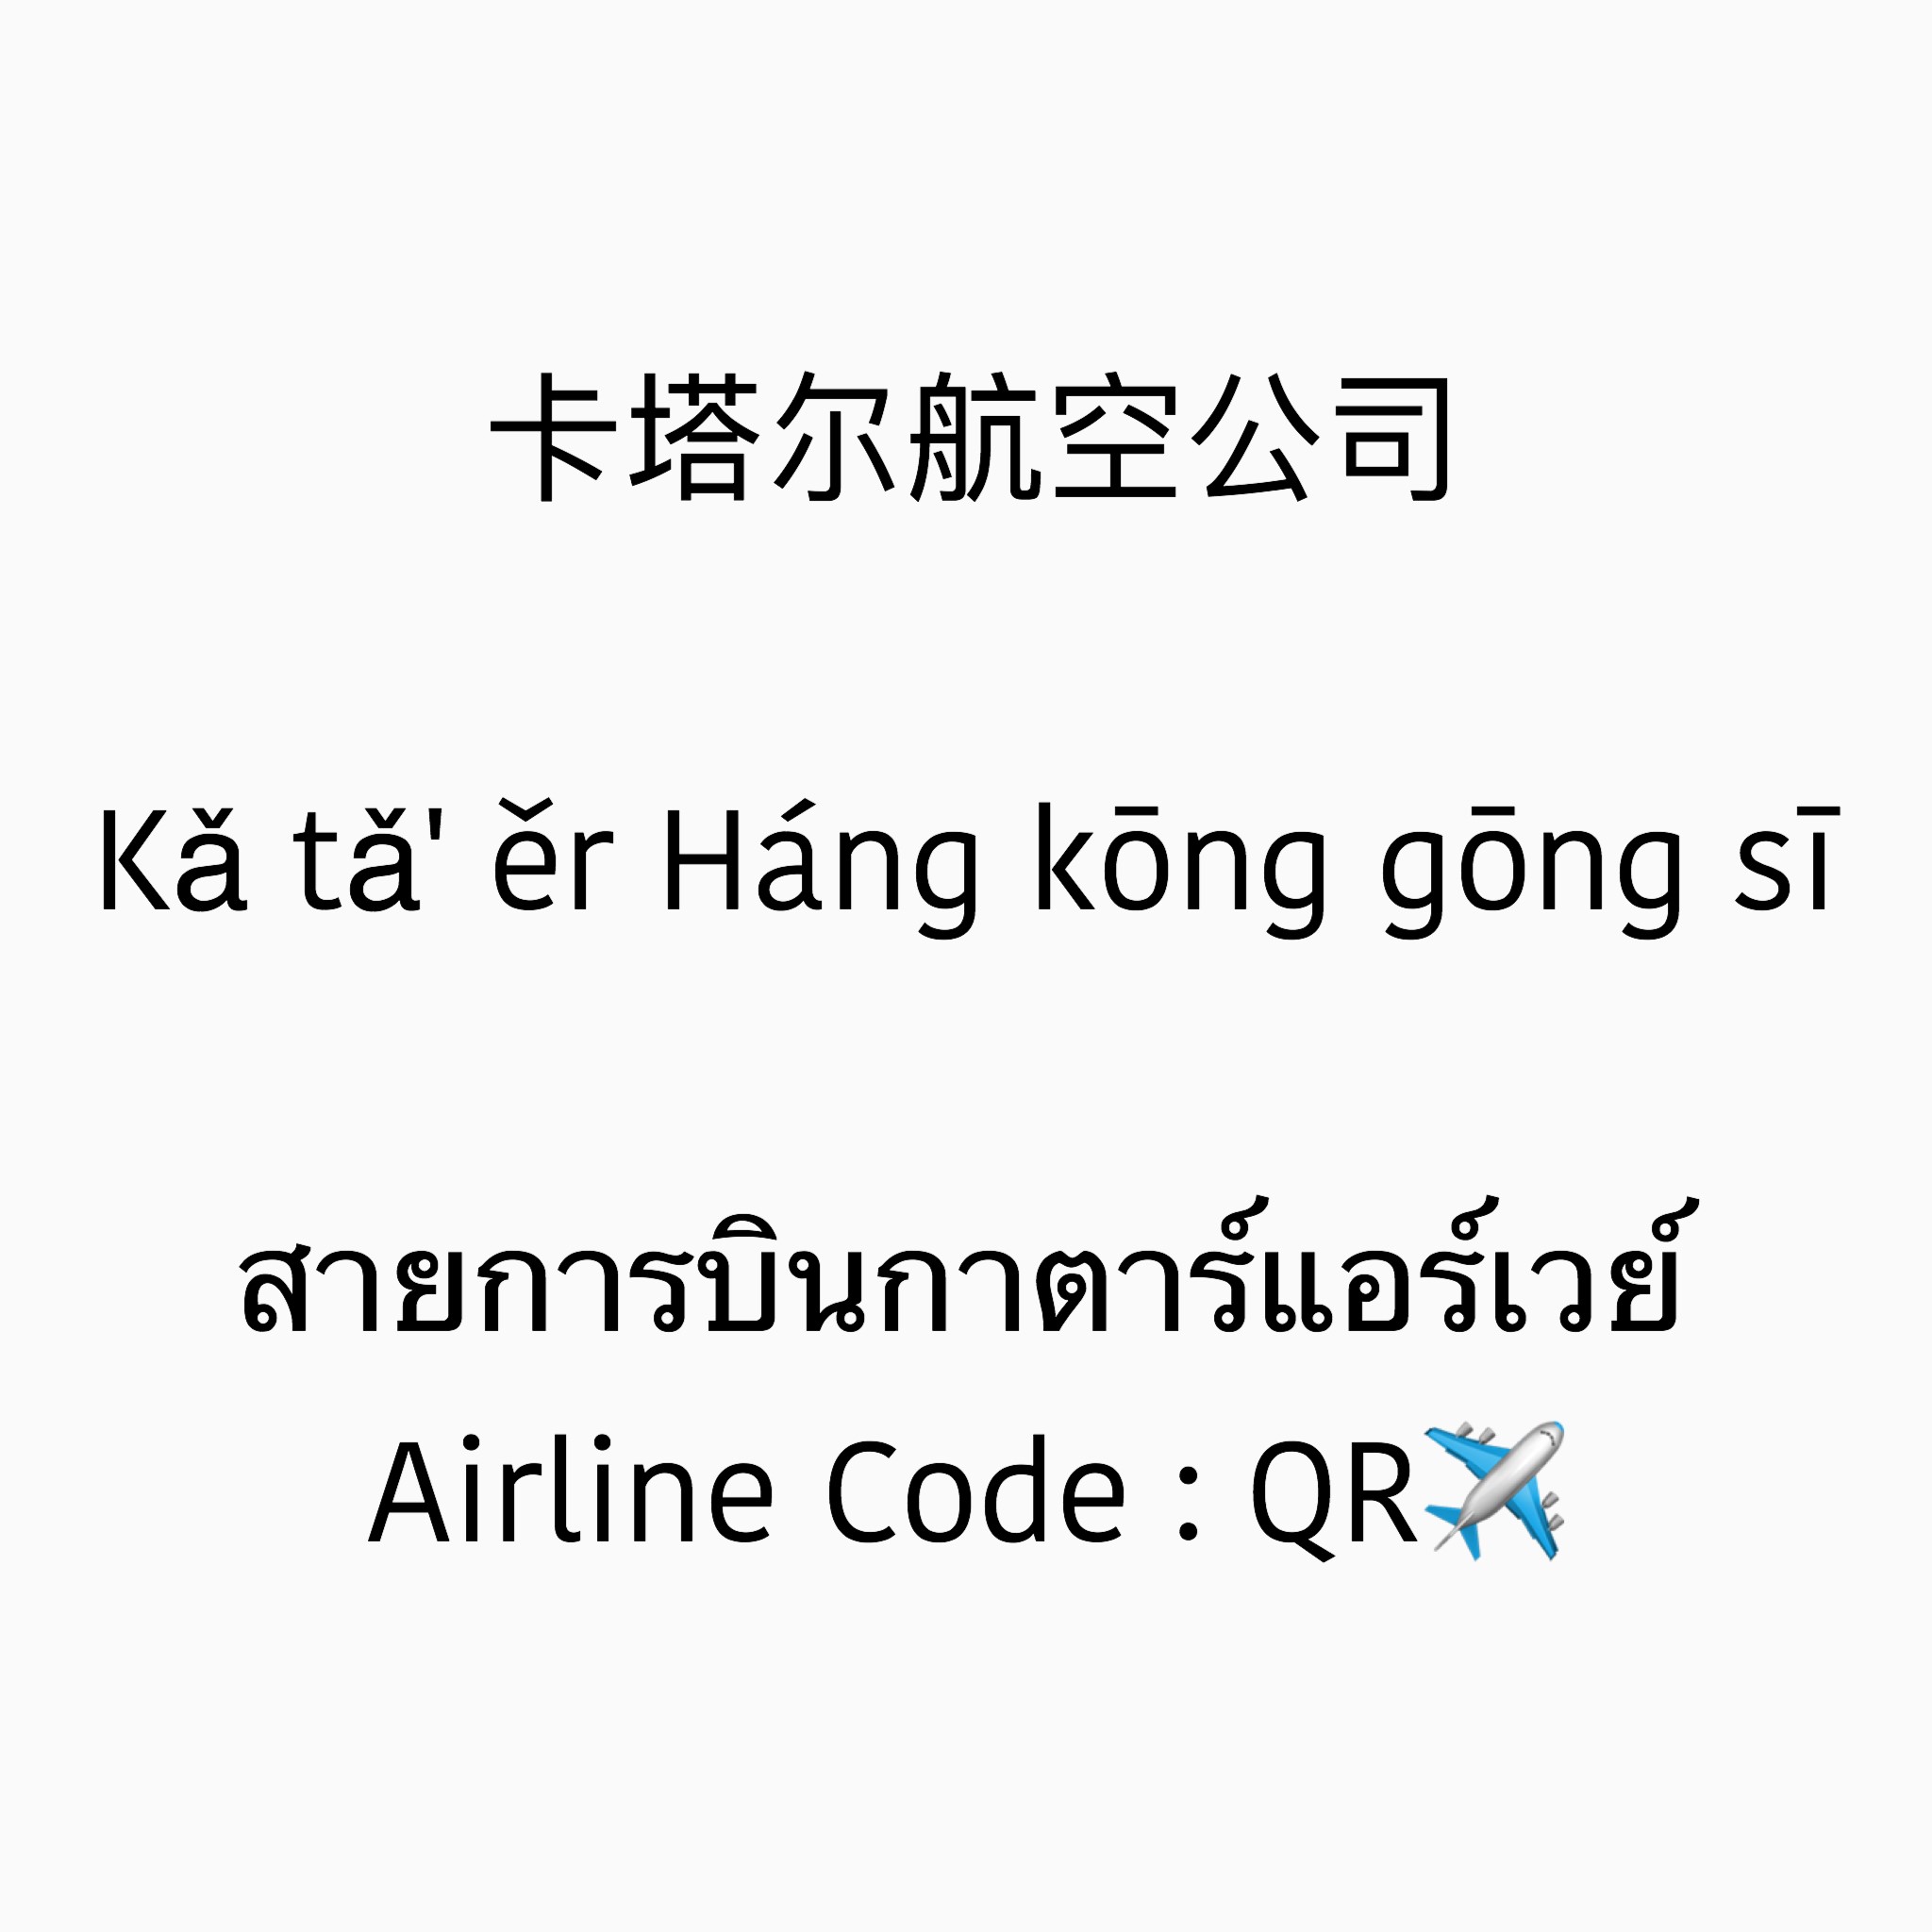 卡塔尔航空公司
Kǎ tǎ' ěr Háng kōng gōng sī
สายการบินกาตาร์แอร์เวย์
Airline Code : QR✈️